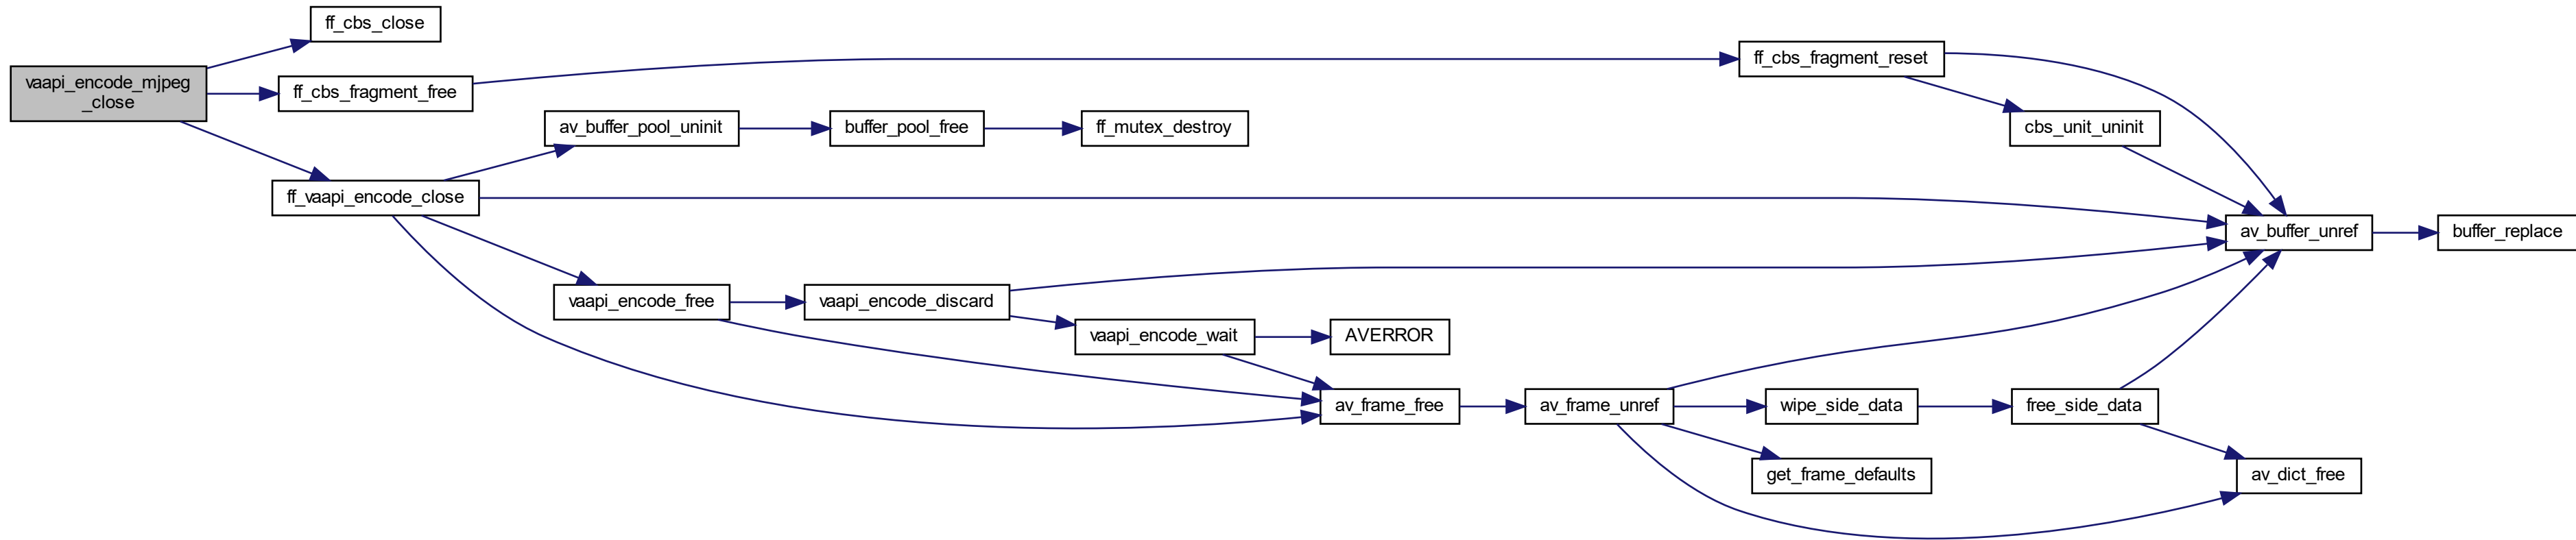 ff_cbs_close
vaapi_encode_mjpeg
_close
ff_cbs_fragment_free
ff_cbs_fragment_reset
av_buffer_pool_uninit
buffer_pool_free
ff_mutex_destroy
cbs_unit_uninit
ff_vaapi_encode_close
av_buffer_unref
buffer_replace
vaapi_encode_free
vaapi_encode_discard
vaapi_encode_wait
AVERROR
av_frame_free
av_frame_unref
wipe_side_data
free_side_data
get_frame_defaults
av_dict_free